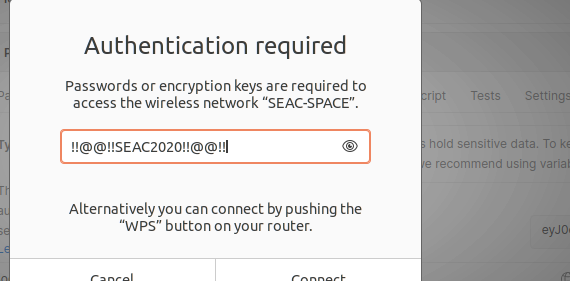 Authentication required
Passwords or encryption keys are required to
access the wireless network “SEAC-SPACE”.
!!@@!!SEAC2020!!@@!!
Alternatively you can connect by pushing the
“WPS” button on your router.
Cancel
Connect
cript
Tests
Settings
s hold sensitive data. To ke
ve recommend using variab
eyJ0